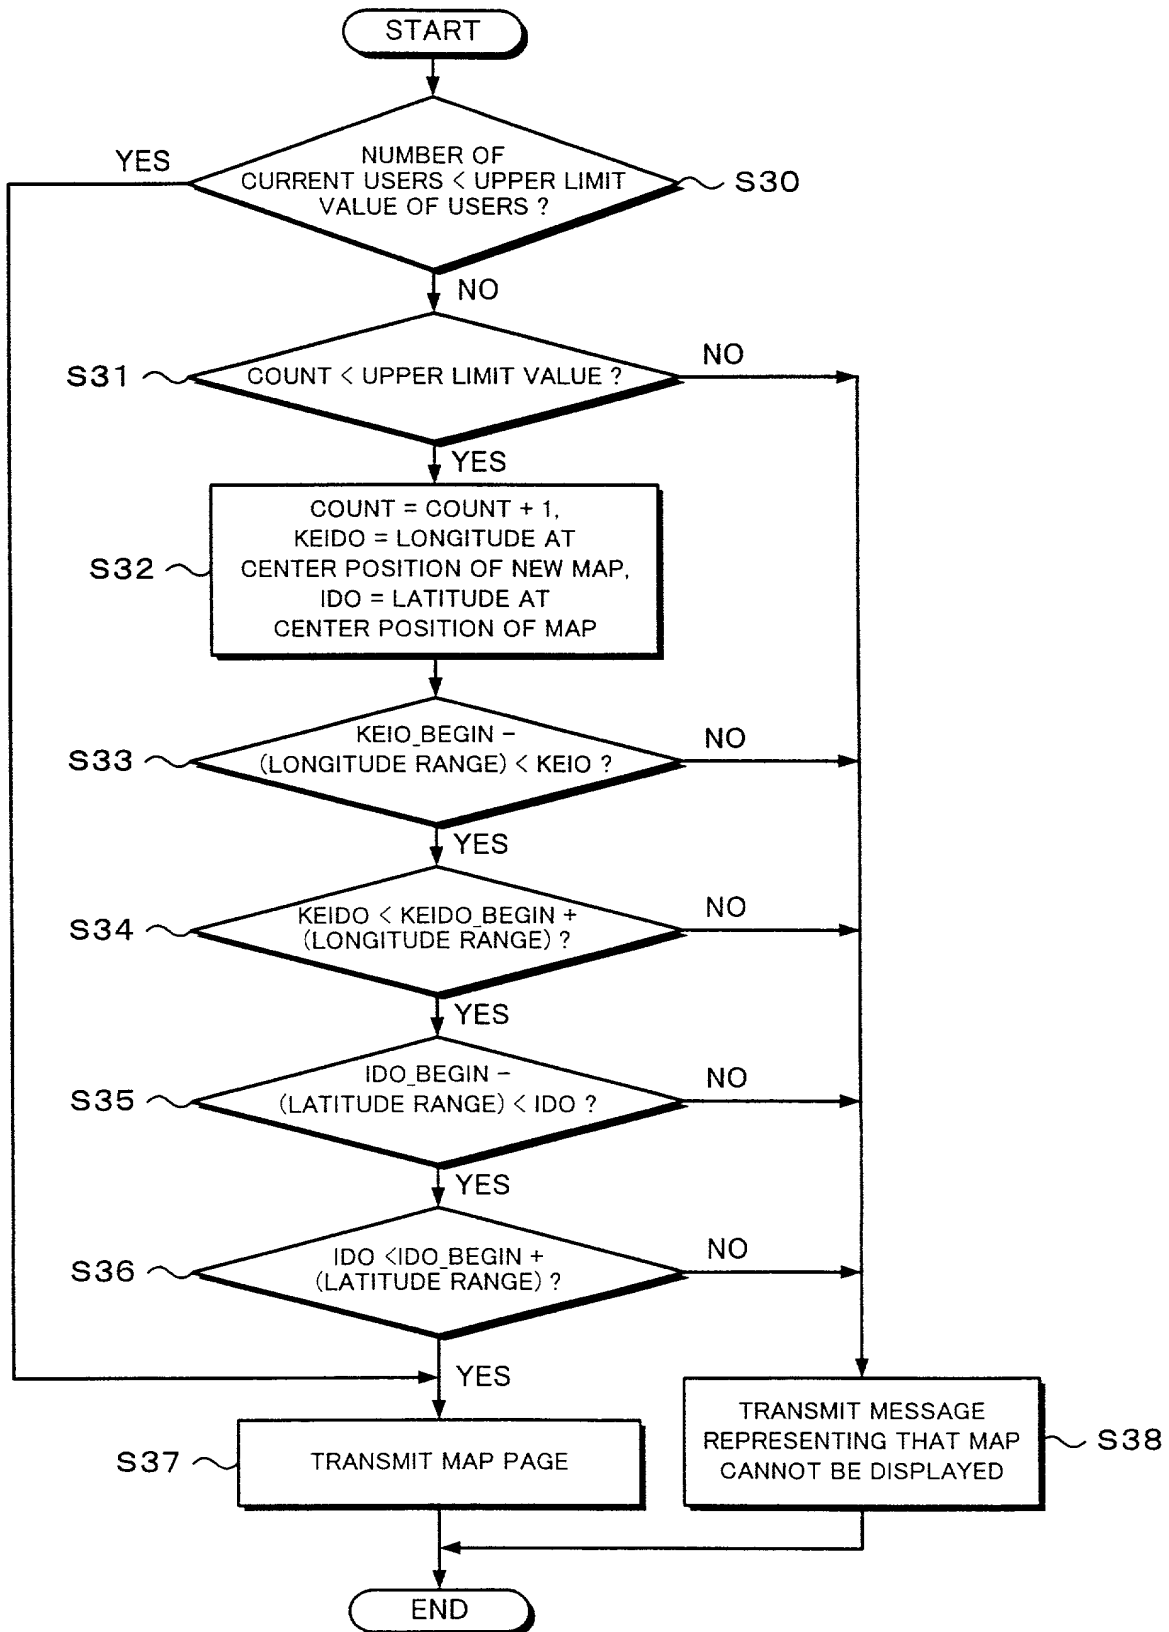 START
NUMBER OF
CURRENT USERS < UPPER LIMIT
VALUE OF USERS ?
YES
S30
NO
S31
COUNT < UPPER LIMIT VALUE ?
NO
YES
S32
COUNT = COUNT + 1,
KEIDO = LONGITUDE AT
CENTER POSITION OF NEW MAP,
IDO = LATITUDE AT
CENTER POSITION OF MAP
S33
KEIO_BEGIN –
(LONGITUDE RANGE) < KEIO ?
NO
YES
S34
KEIDO < KEIDO_BEGIN +
(LONGITUDE RANGE) ?
NO
YES
S35
IDO_BEGIN –
(LATITUDE RANGE) < IDO ?
NO
YES
S36
IDO <IDO_BEGIN +
(LATITUDE RANGE) ?
NO
YES
S37
TRANSMIT MAP PAGE
TRANSMIT MESSAGE
REPRESENTING THAT MAP
CANNOT BE DISPLAYED
S38
END